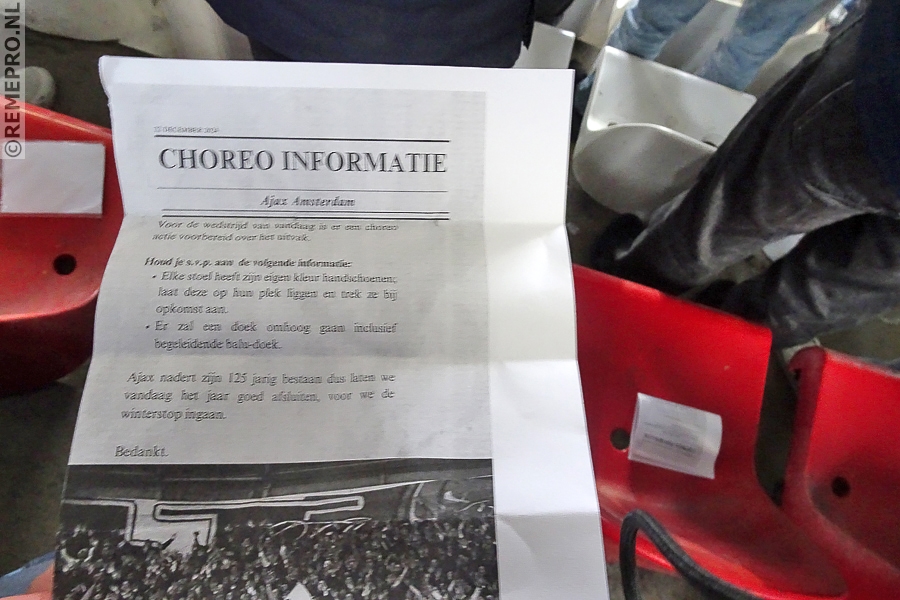 ©REMEPRO.NL
DECEMBER
CHOREO INFORMATIE
Ajax Amsterdam
Voor de wedstrijd van vandaag is er een choreo
actie voorbereid over het uitvak.
Houd je s.v.p. aan de volgende informatie:
• Elke stoel heeft zijn eigen kleur handschoenen;
laat deze op hun plek liggen en trek ze bij
opkomst aan.
• Er zal een doek omhoog gaan inclusief
begeleidende balu-doek.
Ajax nadert zijn 125 jarig bestaan dus laten we
vandaag het jaar goed afsluiten, voor we de
winterstop ingaan.
Bedankt.